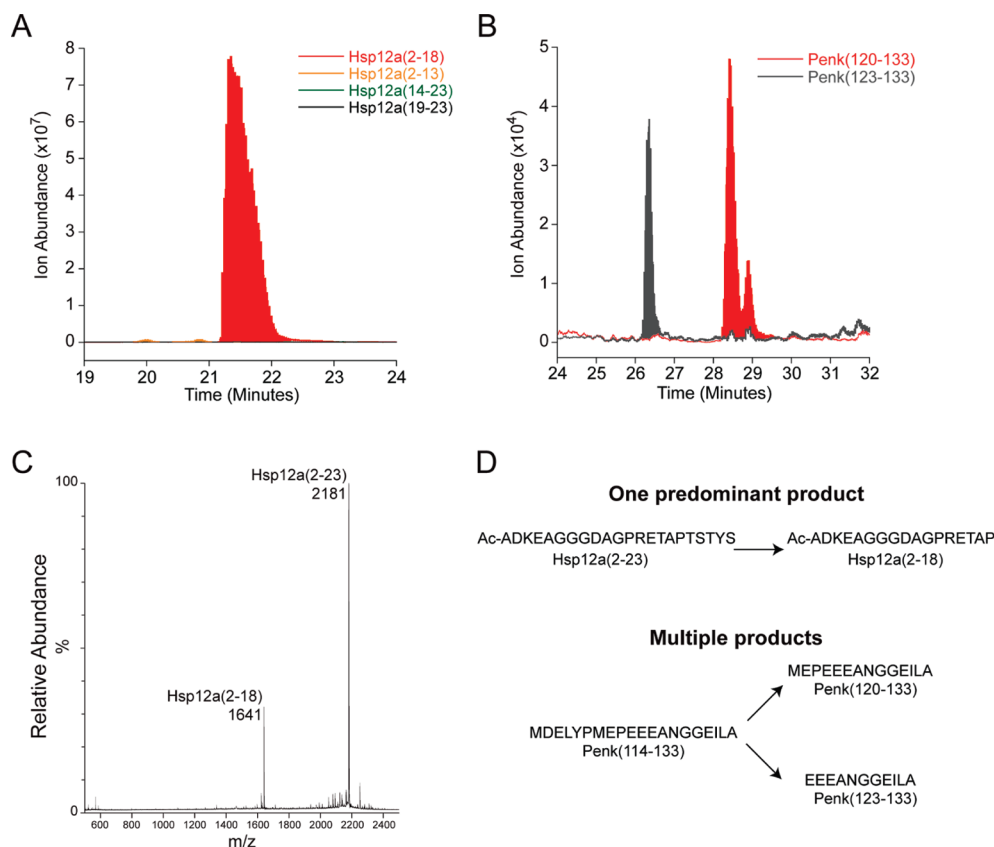 A
Ion Abundance (x10⁷)
8
7
6
5
4
3
2
1
0
19 20 21 22 23 24
Time (Minutes)
Hsp12a(2-18)
Hsp12a(2-13)
Hsp12a(14-23)
Hsp12a(19-23)
B
Ion Abundance (x10⁴)
5
4
3
2
1
0
24 25 26 27 28 29 30 31 32
Time (Minutes)
Penk(120-133)
Penk(123-133)
C
Relative Abundance
%
100
0
Hsp12a(2-23)
2181
Hsp12a(2-18)
1641
600 800 1000 1200 1400 1600 1800 2000 2200 2400
m/z
D
One predominant product
Ac-ADKEAGGGDAGPRETAPTSTYS Ac-ADKEAGGGDAGPRETAP
Hsp12a(2-23) Hsp12a(2-18)
Multiple products
MEPEEEANGGEILA
Penk(120-133)
MDELYPMEPEEEANGGEILA
Penk(114-133)
EEEANGGEILA
Penk(123-133)